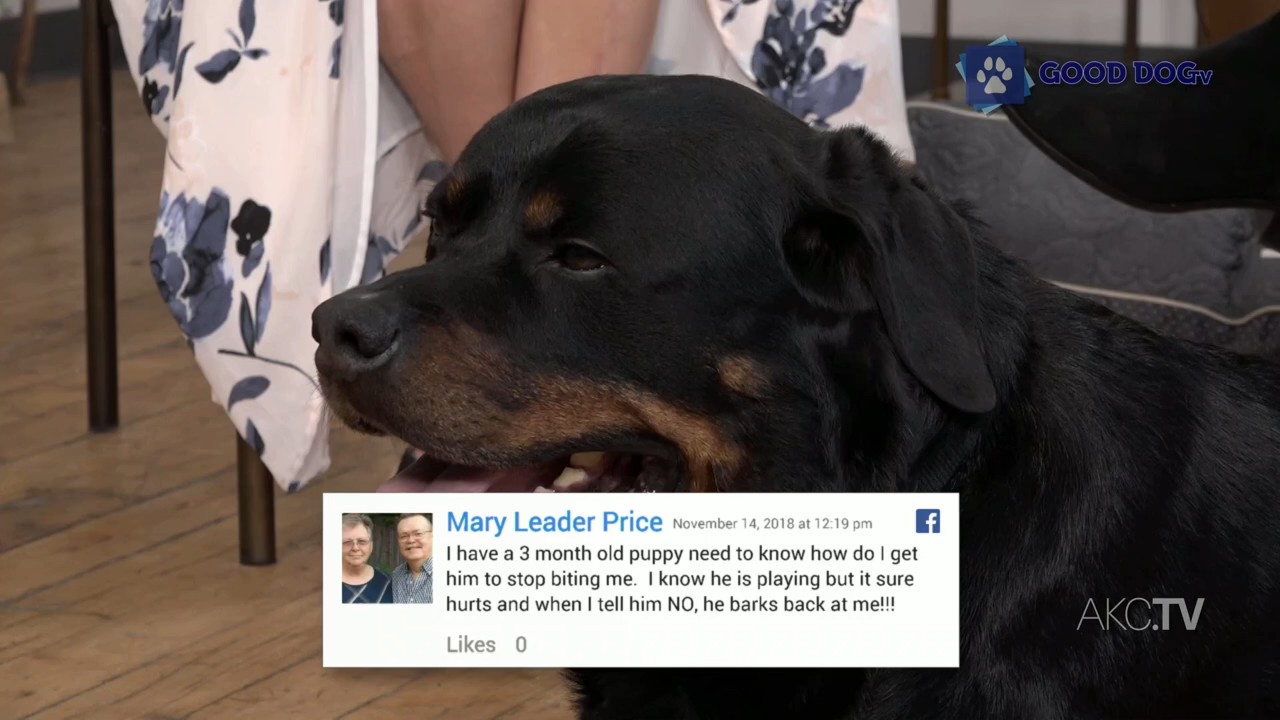 GOOD DOGTV
Mary Leader Price November 14, 2018 at 12:19 pm
I have a 3 month old puppy need to know how do I get
him to stop biting me. I know he is playing but it sure
hurts and when I tell him NO, he barks back at me!!!
Likes 0
AKC.TV